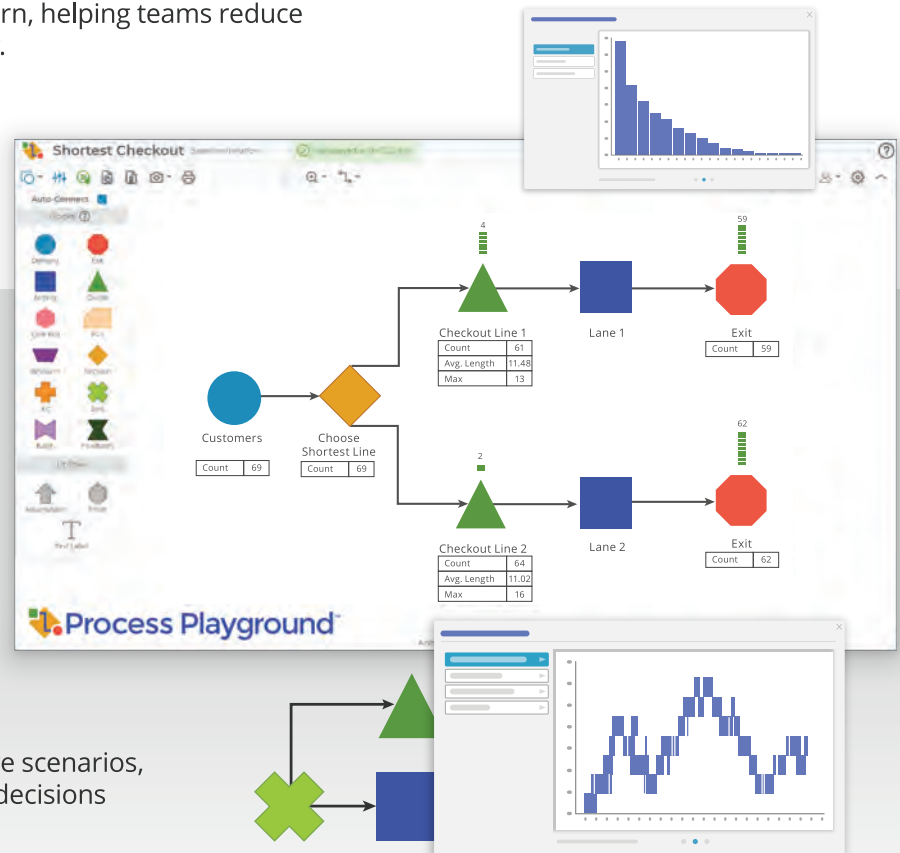 rn, helping teams reduce
.
Shortest Checkout
Auto-Connect
4
59
Checkout Line 1
Count 61
Avg. Length 11.48
Max 13
Lane 1
Exit
Count 59
Customers
Count 69
Choose
Shortest Line
Count 69
2
62
Checkout Line 2
Count 64
Avg. Length 11.02
Max 16
Lane 2
Exit
Count 62
Text Label
Process Playground
e scenarios,
decisions